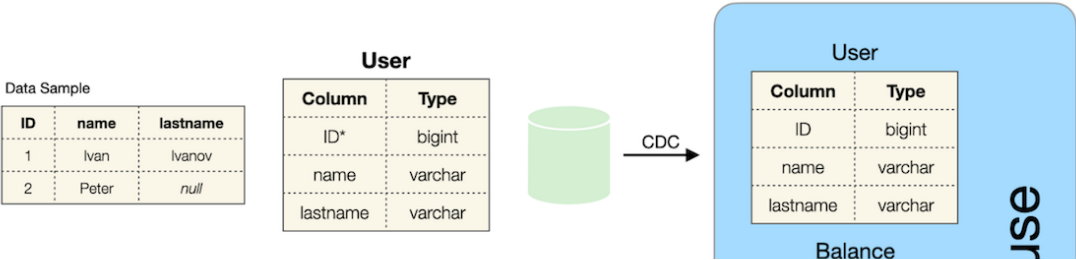 Data Sample
ID name lastname
1 Ivan Ivanov
2 Peter null
User
Column Type
ID* bigint
name varchar
lastname varchar
CDC
User
Column Type
ID bigint
name varchar
lastname varchar
Balance